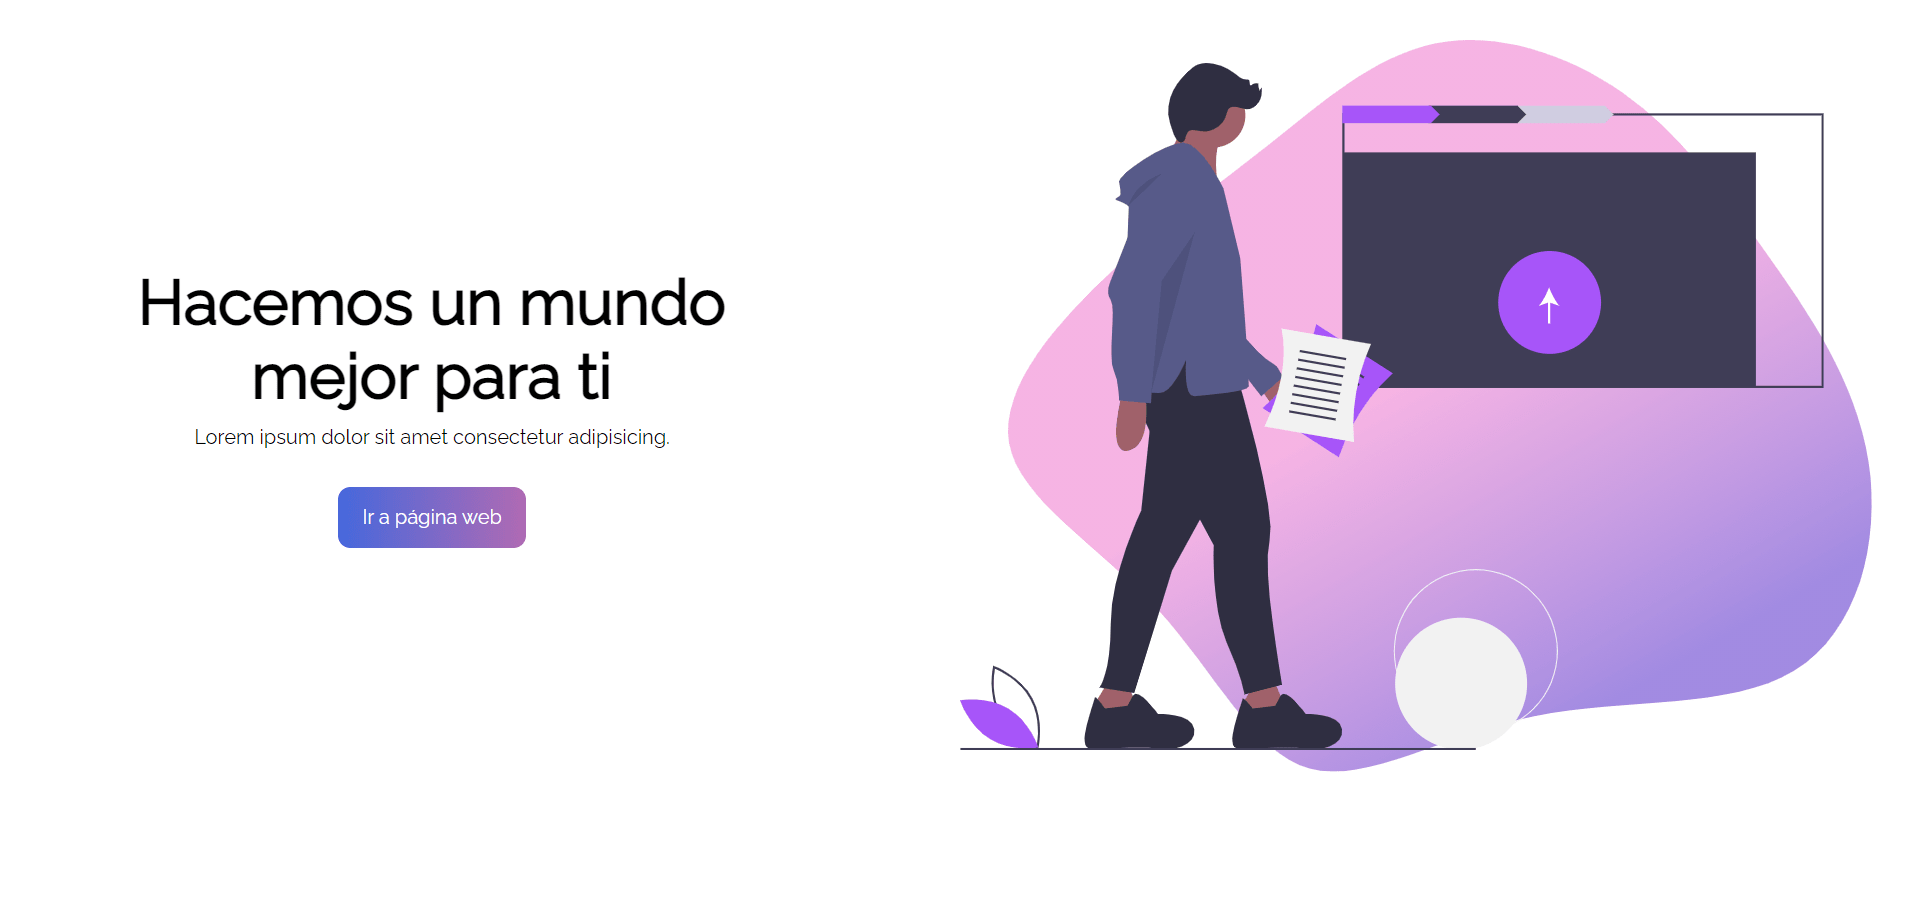 Hacemos un mundo
mejor para ti
Lorem ipsum dolor sit amet consectetur adipisicing.
Ir a página web